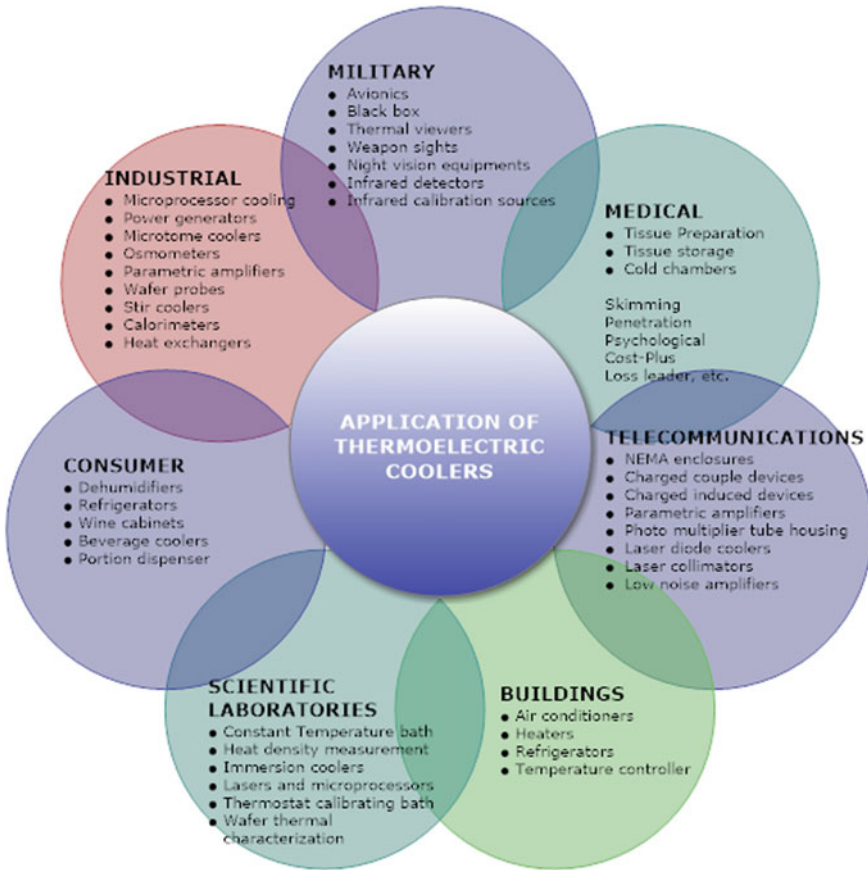 MILITARY
● Avionics
● Black box
● Thermal viewers
● Weapon sights
● Night vision equipments
● Infrared detectors
● Infrared calibration sources
INDUSTRIAL
● Microprocessor cooling
● Power generators
● Microtome coolers
● Osmometers
● Parametric amplifiers
● Wafer probes
● Stir coolers
● Calorimeters
● Heat exchangers
MEDICAL
● Tissue Preparation
● Tissue storage
● Cold chambers
Skimming
Penetration
Psychological
Cost-Plus
Loss leader, etc.
APPLICATION OF
THERMOELECTRIC
COOLERS
TELECOMMUNICATIONS
● NEMA enclosures
● Charged couple devices
● Charged induced devices
● Parametric amplifiers
● Photo multiplier tube housing
● Laser diode coolers
● Laser collimators
● Low noise amplifiers
CONSUMER
● Dehumidifiers
● Refrigerators
● Wine cabinets
● Beverage coolers
● Portion dispenser
SCIENTIFIC
LABORATORIES
● Constant Temperature bath
● Heat density measurement
● Immersion coolers
● Lasers and microprocessors
● Thermostat calibrating bath
● Wafer thermal
characterization
BUILDINGS
● Air conditioners
● Heaters
● Refrigerators
● Temperature controller